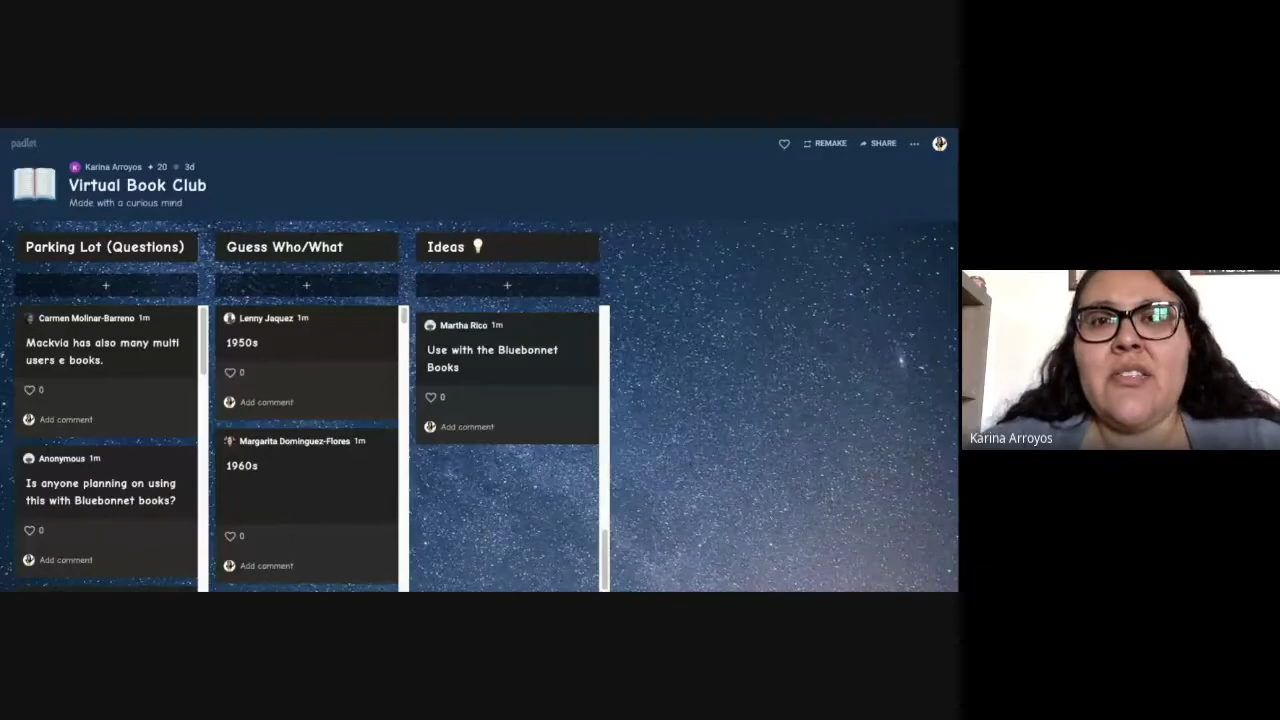 padlet
REMAKE SHARE
Karina Arroyos + 20 3d
Virtual Book Club
Made with a curious mind
Parking Lot (Questions)
+
Carmen Molinar-Barreno 1m
Mackvia has also many multi
users e books.
0
Add comment
Anonymous 1m
Is anyone planning on using
this with Bluebonnet books?
0
Add comment
Guess Who/What
+
Lenny Jaquez 1m
1950s
0
Add comment
Margarita Dominguez-Flores 1m
1960s
0
Add comment
Ideas
+
Martha Rico 1m
Use with the Bluebonnet
Books
0
Add comment
Karina Arroyos